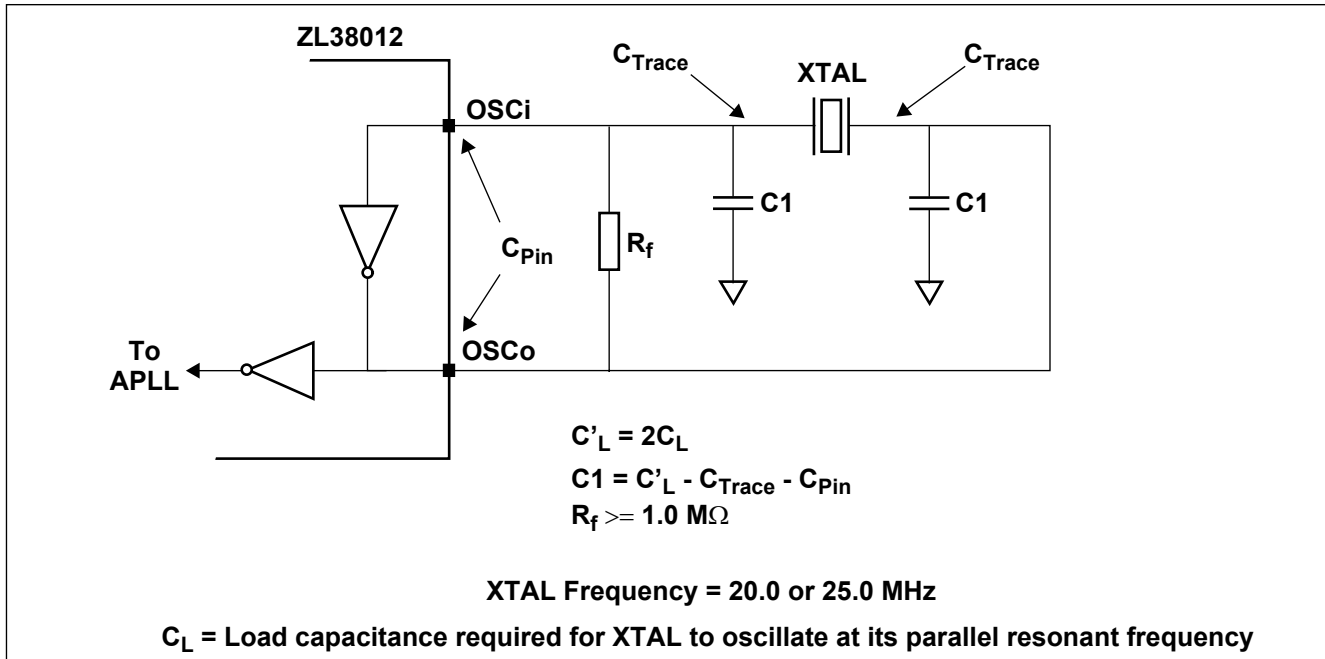 ZL38012
C_Trace
XTAL
C_Trace
OSCi
C1
C1
R_f
C_Pin
To
APLL
OSCo
C'_L = 2C_L
C1 = C'_L - C_Trace - C_Pin
R_f >= 1.0 MΩ
XTAL Frequency = 20.0 or 25.0 MHz
C_L = Load capacitance required for XTAL to oscillate at its parallel resonant frequency